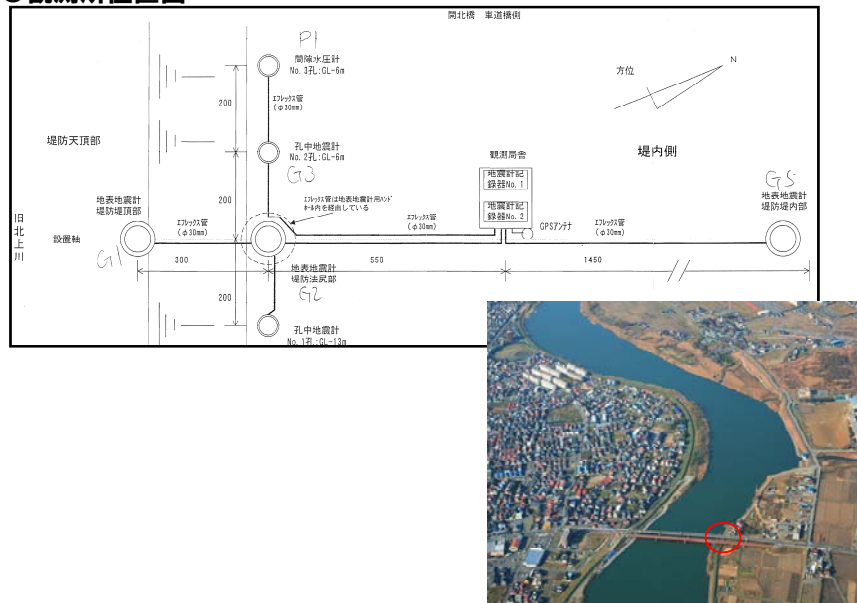 開北橋 車道橋側
P1
間隙水圧計
No. 3孔:GL-6m
方位
N
エフレックス管
(φ30mm)
200
堤防天頂部
孔中地震計
No. 2孔:GL-6m
G3
観測局舎
堤内側
地震計記
録器No. 1
地震計記
録器No. 2
G5
地表地震計
堤防堤内部
地表地震計
堤防堤頂部
200
エフレックス管は地表地震計用ハンド
ホール内を経由している
旧北上川
設置軸
エフレックス管
(φ30mm)
エフレックス管
(φ30mm)
GPSアンテナ
エフレックス管
(φ30mm)
G1
300
550
1450
地表地震計
堤防法尻部
G2
200
孔中地震計
No. 1孔:GL-13m